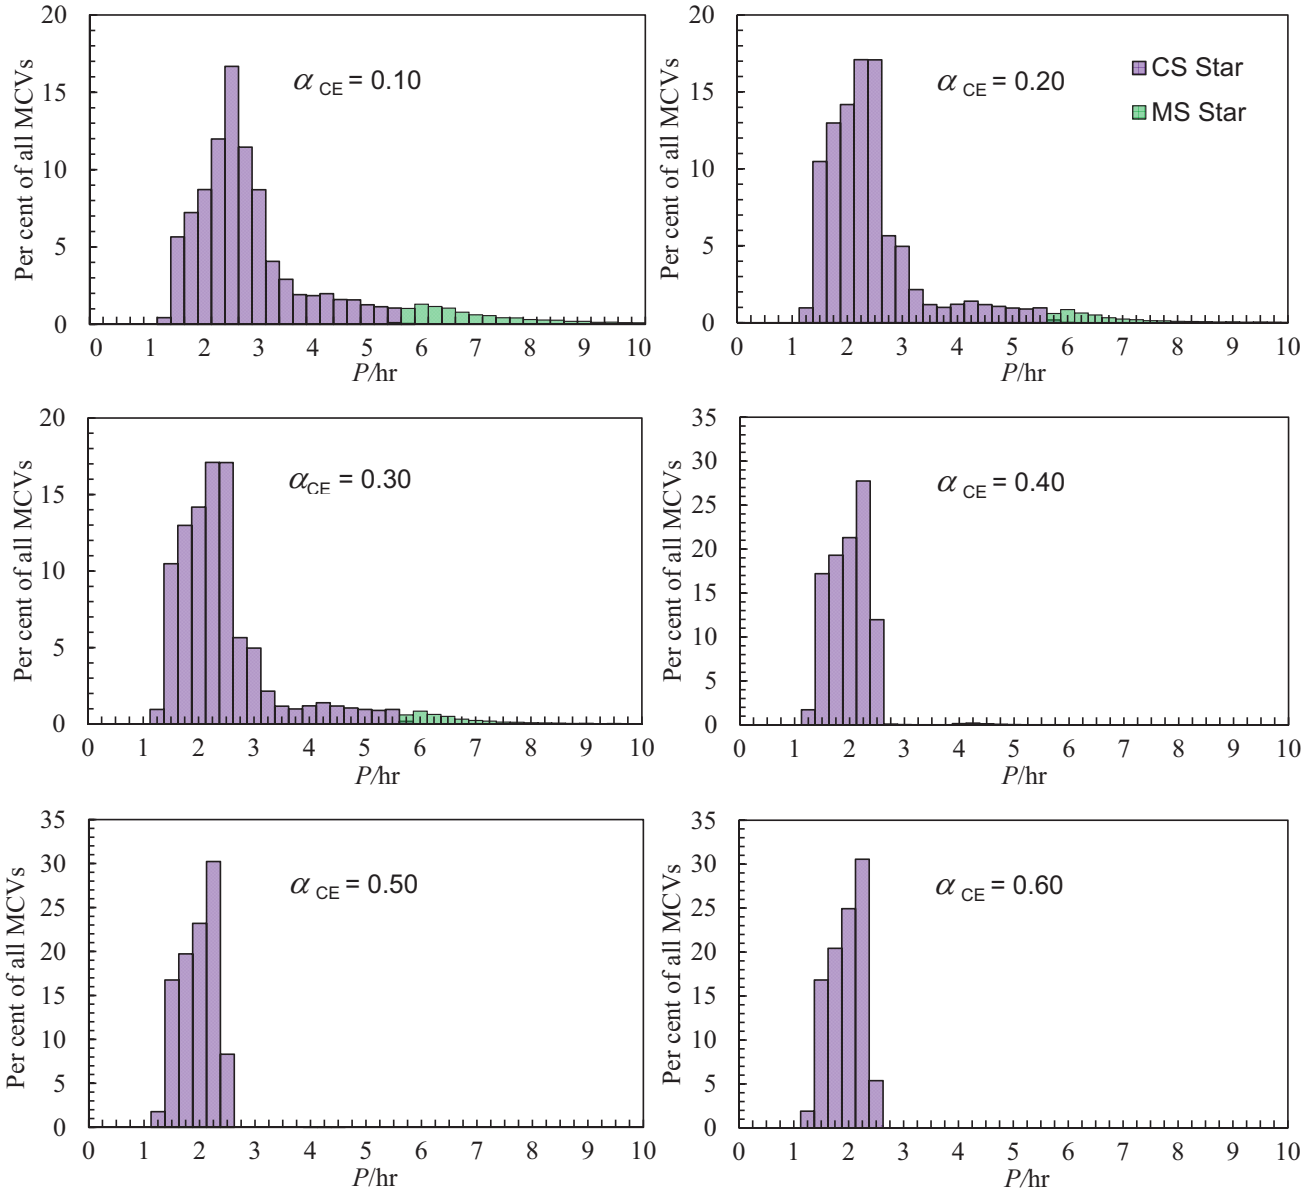 20
15
10
5
0
Per cent of all MCVs
α CE = 0.10
0 1 2 3 4 5 6 7 8 9 10
P/hr
20
15
10
5
0
Per cent of all MCVs
α CE = 0.20
CS Star
MS Star
0 1 2 3 4 5 6 7 8 9 10
P/hr
20
15
10
5
0
Per cent of all MCVs
αCE = 0.30
0 1 2 3 4 5 6 7 8 9 10
P/hr
35
30
25
20
15
10
5
0
Per cent of all MCVs
α CE = 0.40
0 1 2 3 4 5 6 7 8 9 10
P/hr
35
30
25
20
15
10
5
0
Per cent of all MCVs
α CE = 0.50
0 1 2 3 4 5 6 7 8 9 10
P/hr
35
30
25
20
15
10
5
0
Per cent of all MCVs
α CE = 0.60
0 1 2 3 4 5 6 7 8 9 10
P/hr